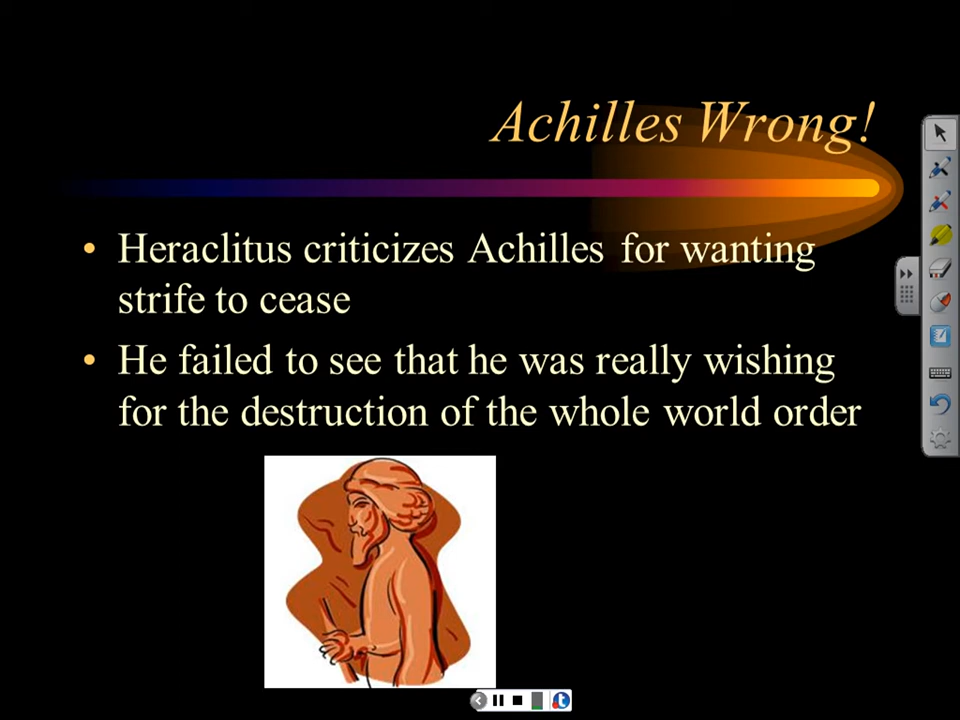 Achilles Wrong!
• Heraclitus criticizes Achilles for wanting
strife to cease
• He failed to see that he was really wishing
for the destruction of the whole world order